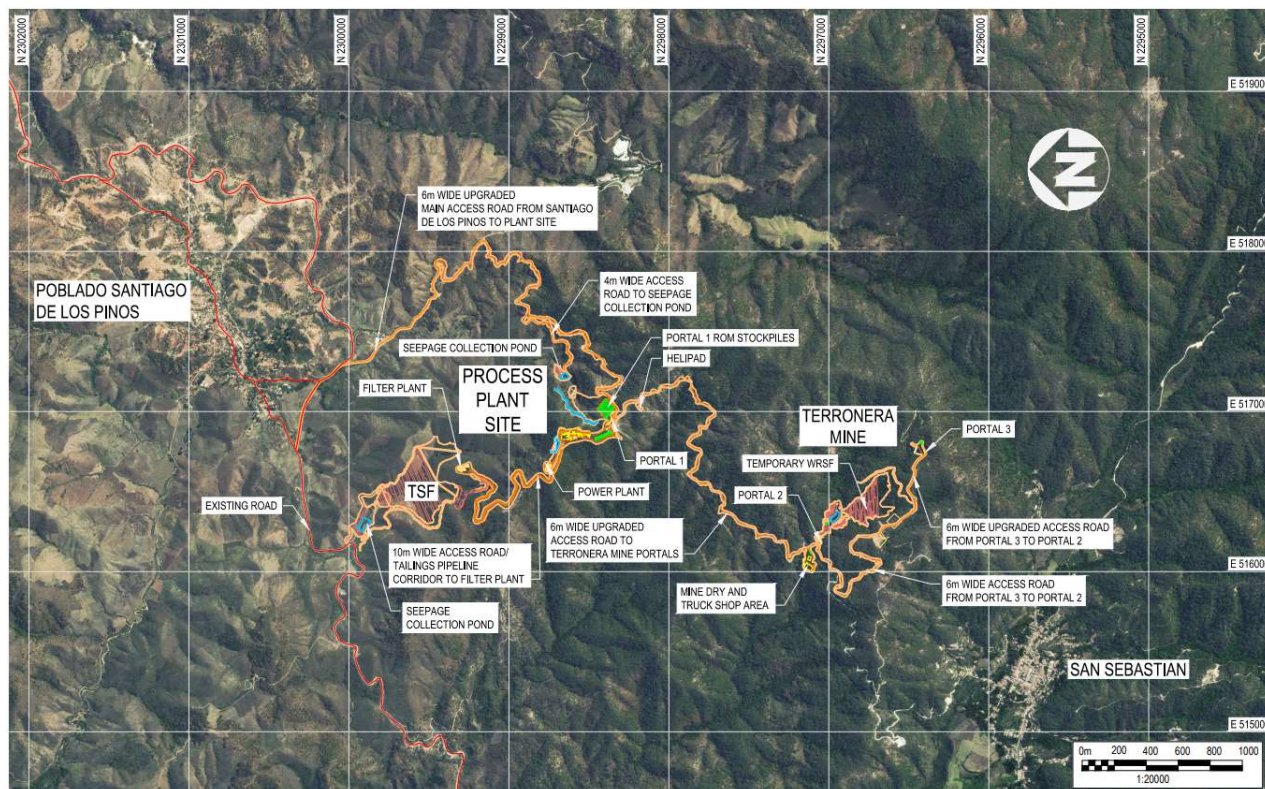 N 2302000
N 2301000
N 2300000
N 2299000
N 2298000
N 2297000
N 2296000
N 2295000
E 519000
N
6m WIDE UPGRADED
MAIN ACCESS ROAD FROM SANTIAGO
DE LOS PINOS TO PLANT SITE
E 518000
POBLADO SANTIAGO
DE LOS PINOS
4m WIDE ACCESS
ROAD TO SEEPAGE
COLLECTION POND
SEEPAGE COLLECTION POND
PORTAL 1 ROM STOCKPILES
HELIPAD
FILTER PLANT
PROCESS
PLANT
SITE
E 517000
TERRONERA
MINE
PORTAL 3
PORTAL 1
TEMPORARY WRSF
TSF
POWER PLANT
PORTAL 2
EXISTING ROAD
6m WIDE UPGRADED
ACCESS ROAD TO
TERRONERA MINE PORTALS
6m WIDE UPGRADED ACCESS ROAD
FROM PORTAL 3 TO PORTAL 2
10m WIDE ACCESS ROAD/
TAILINGS PIPELINE
CORRIDOR TO FILTER PLANT
E 516000
MINE DRY AND
TRUCK SHOP AREA
6m WIDE ACCESS ROAD
FROM PORTAL 3 TO PORTAL 2
SEEPAGE
COLLECTION POND
SAN SEBASTIAN
E 515000
0m 200 400 600 800 1000
1:20000